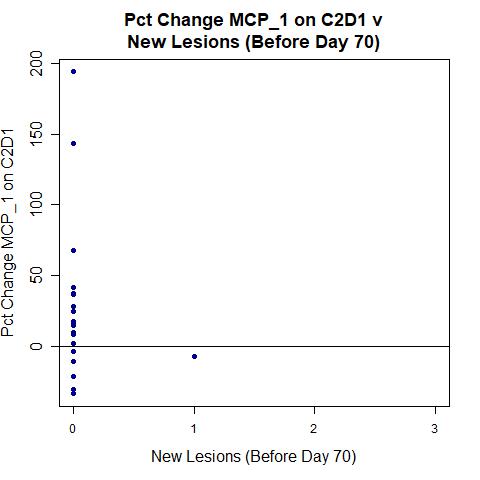 Pct Change MCP_1 on C2D1 v
New Lesions (Before Day 70)
Pct Change MCP_1 on C2D1
200
150
100
50
0
0 1 2 3
New Lesions (Before Day 70)